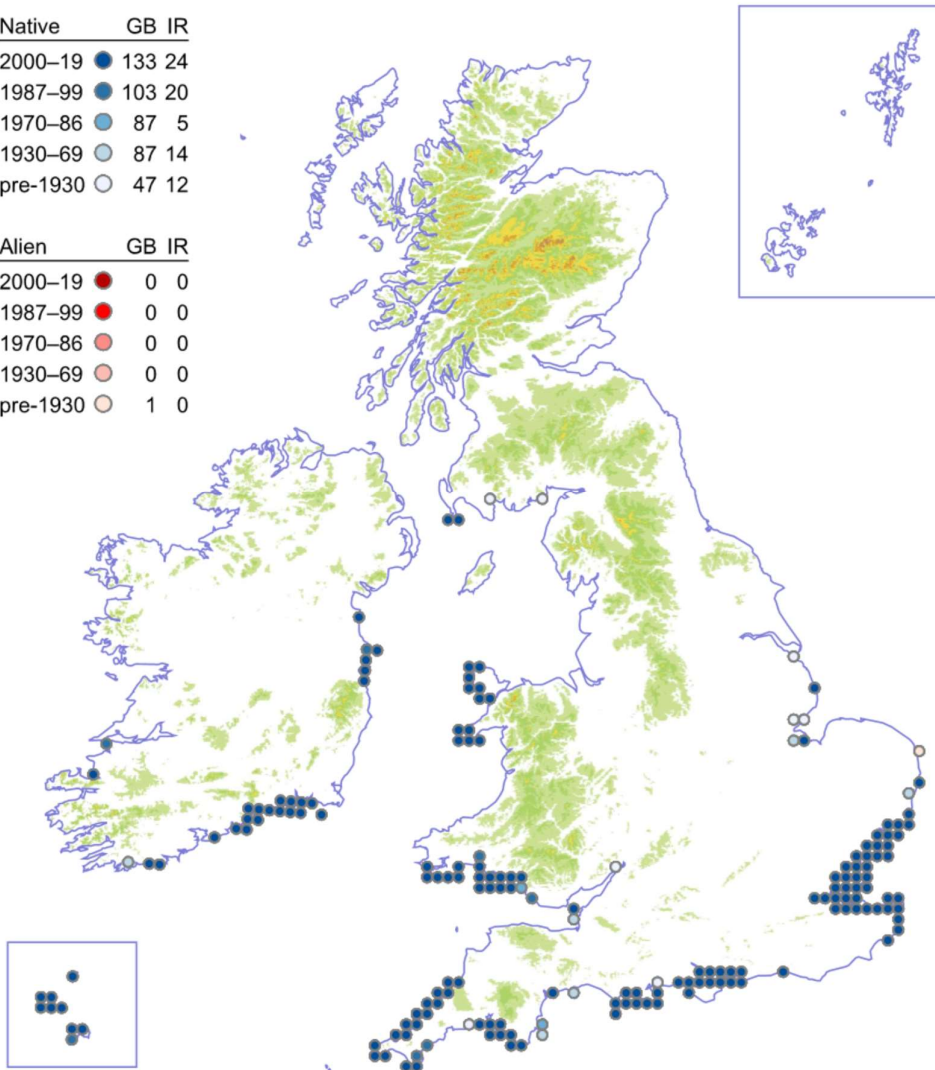 Native GB IR
2000–19 133 24
1987–99 103 20
1970–86 87 5
1930–69 87 14
pre-1930 47 12
Alien GB IR
2000–19 0 0
1987–99 0 0
1970–86 0 0
1930–69 0 0
pre-1930 1 0